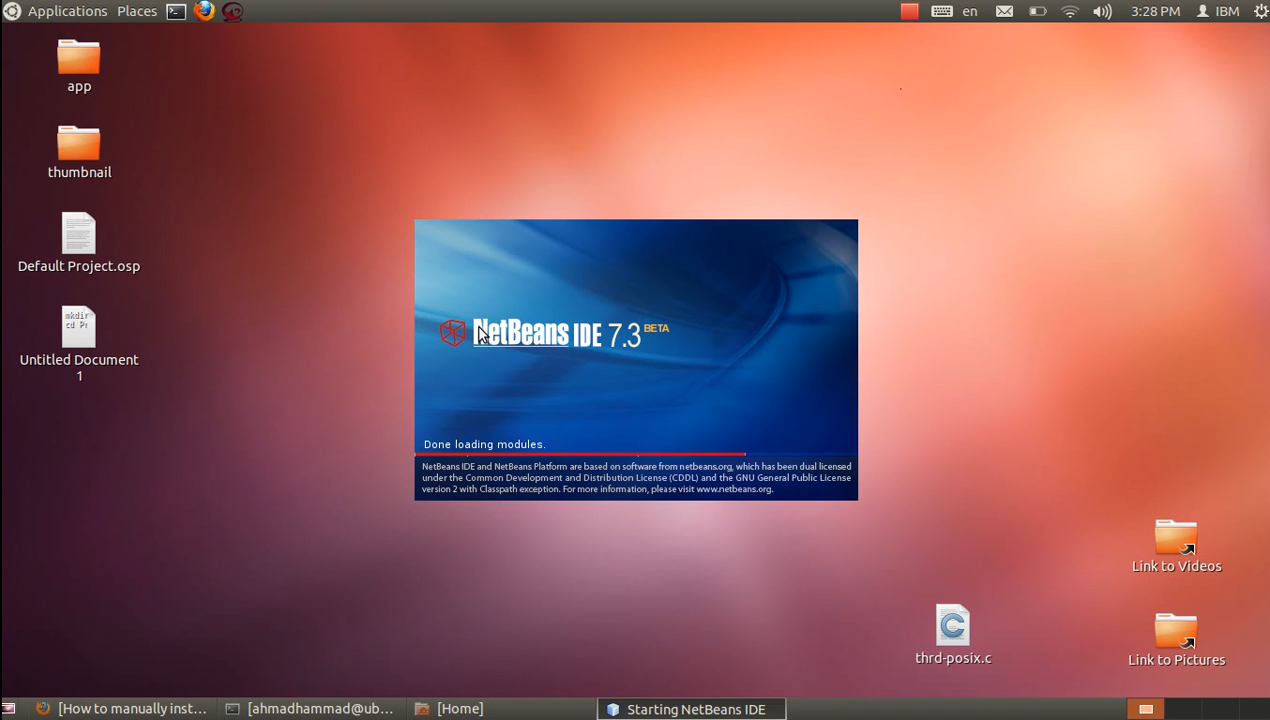 Applications Places en 3:28 PM IBM
app
thumbnail
Default Project.osp
mkdir
cd P
Untitled Document
1
NetBeans IDE 7.3 BETA
Done loading modules.
NetBeans IDE and NetBeans Platform are based on software from netbeans.org, which has been dual licensed
under the Common Development and Distribution License (CDDL) and the GNU General Public License
version 2 with Classpath exception. For more information, please visit www.netbeans.org.
Link to Videos
thrd-posix.c
Link to Pictures
[How to manually inst... [ahmadhammad@ub... [Home] Starting NetBeans IDE